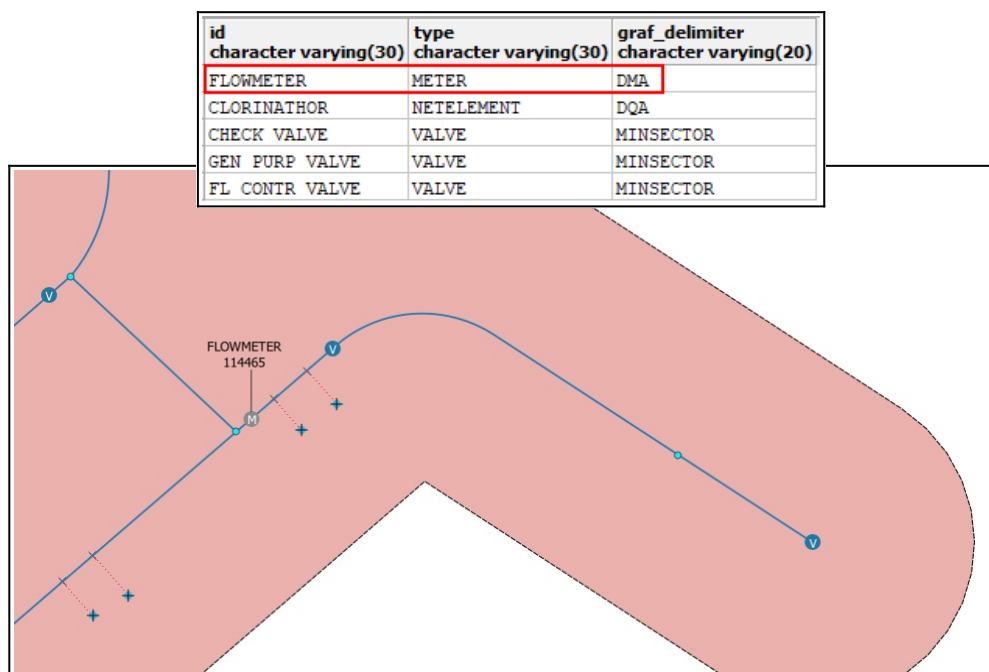 id type graf_delimiter
character varying(30) character varying(30) character varying(20)
FLOWMETER METER DMA
CLORINATHOR NETELEMENT DQA
CHECK VALVE VALVE MINSECTOR
GEN PURP VALVE VALVE MINSECTOR
FL CONTR VALVE VALVE MINSECTOR
V
FLOWMETER
114465
V
M
V